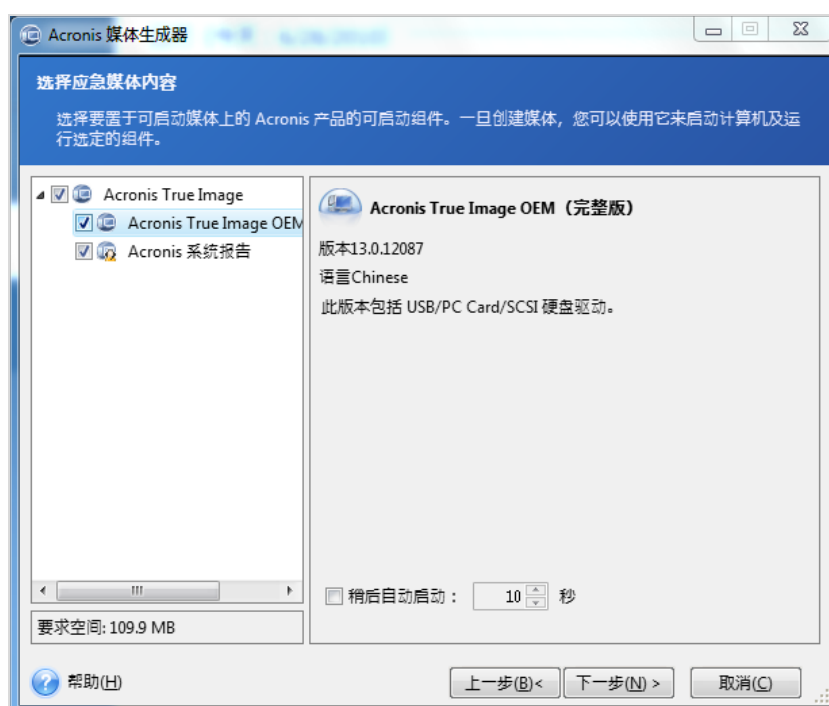 Acronis 媒体生成器
选择应急媒体内容
选择要置于可启动媒体上的 Acronis 产品的可启动组件。一旦创建媒体，您可以使用它来启动计算机及运
行选定的组件。
Acronis True Image
Acronis True Image OEM
Acronis 系统报告
Acronis True Image OEM（完整版）
版本13.0.12087
语言Chinese
此版本包括 USB/PC Card/SCSI 硬盘驱动。
稍后自动启动： 10 秒
要求空间: 109.9 MB
帮助(H)
上一步(B)< 下一步(N) > 取消(C)